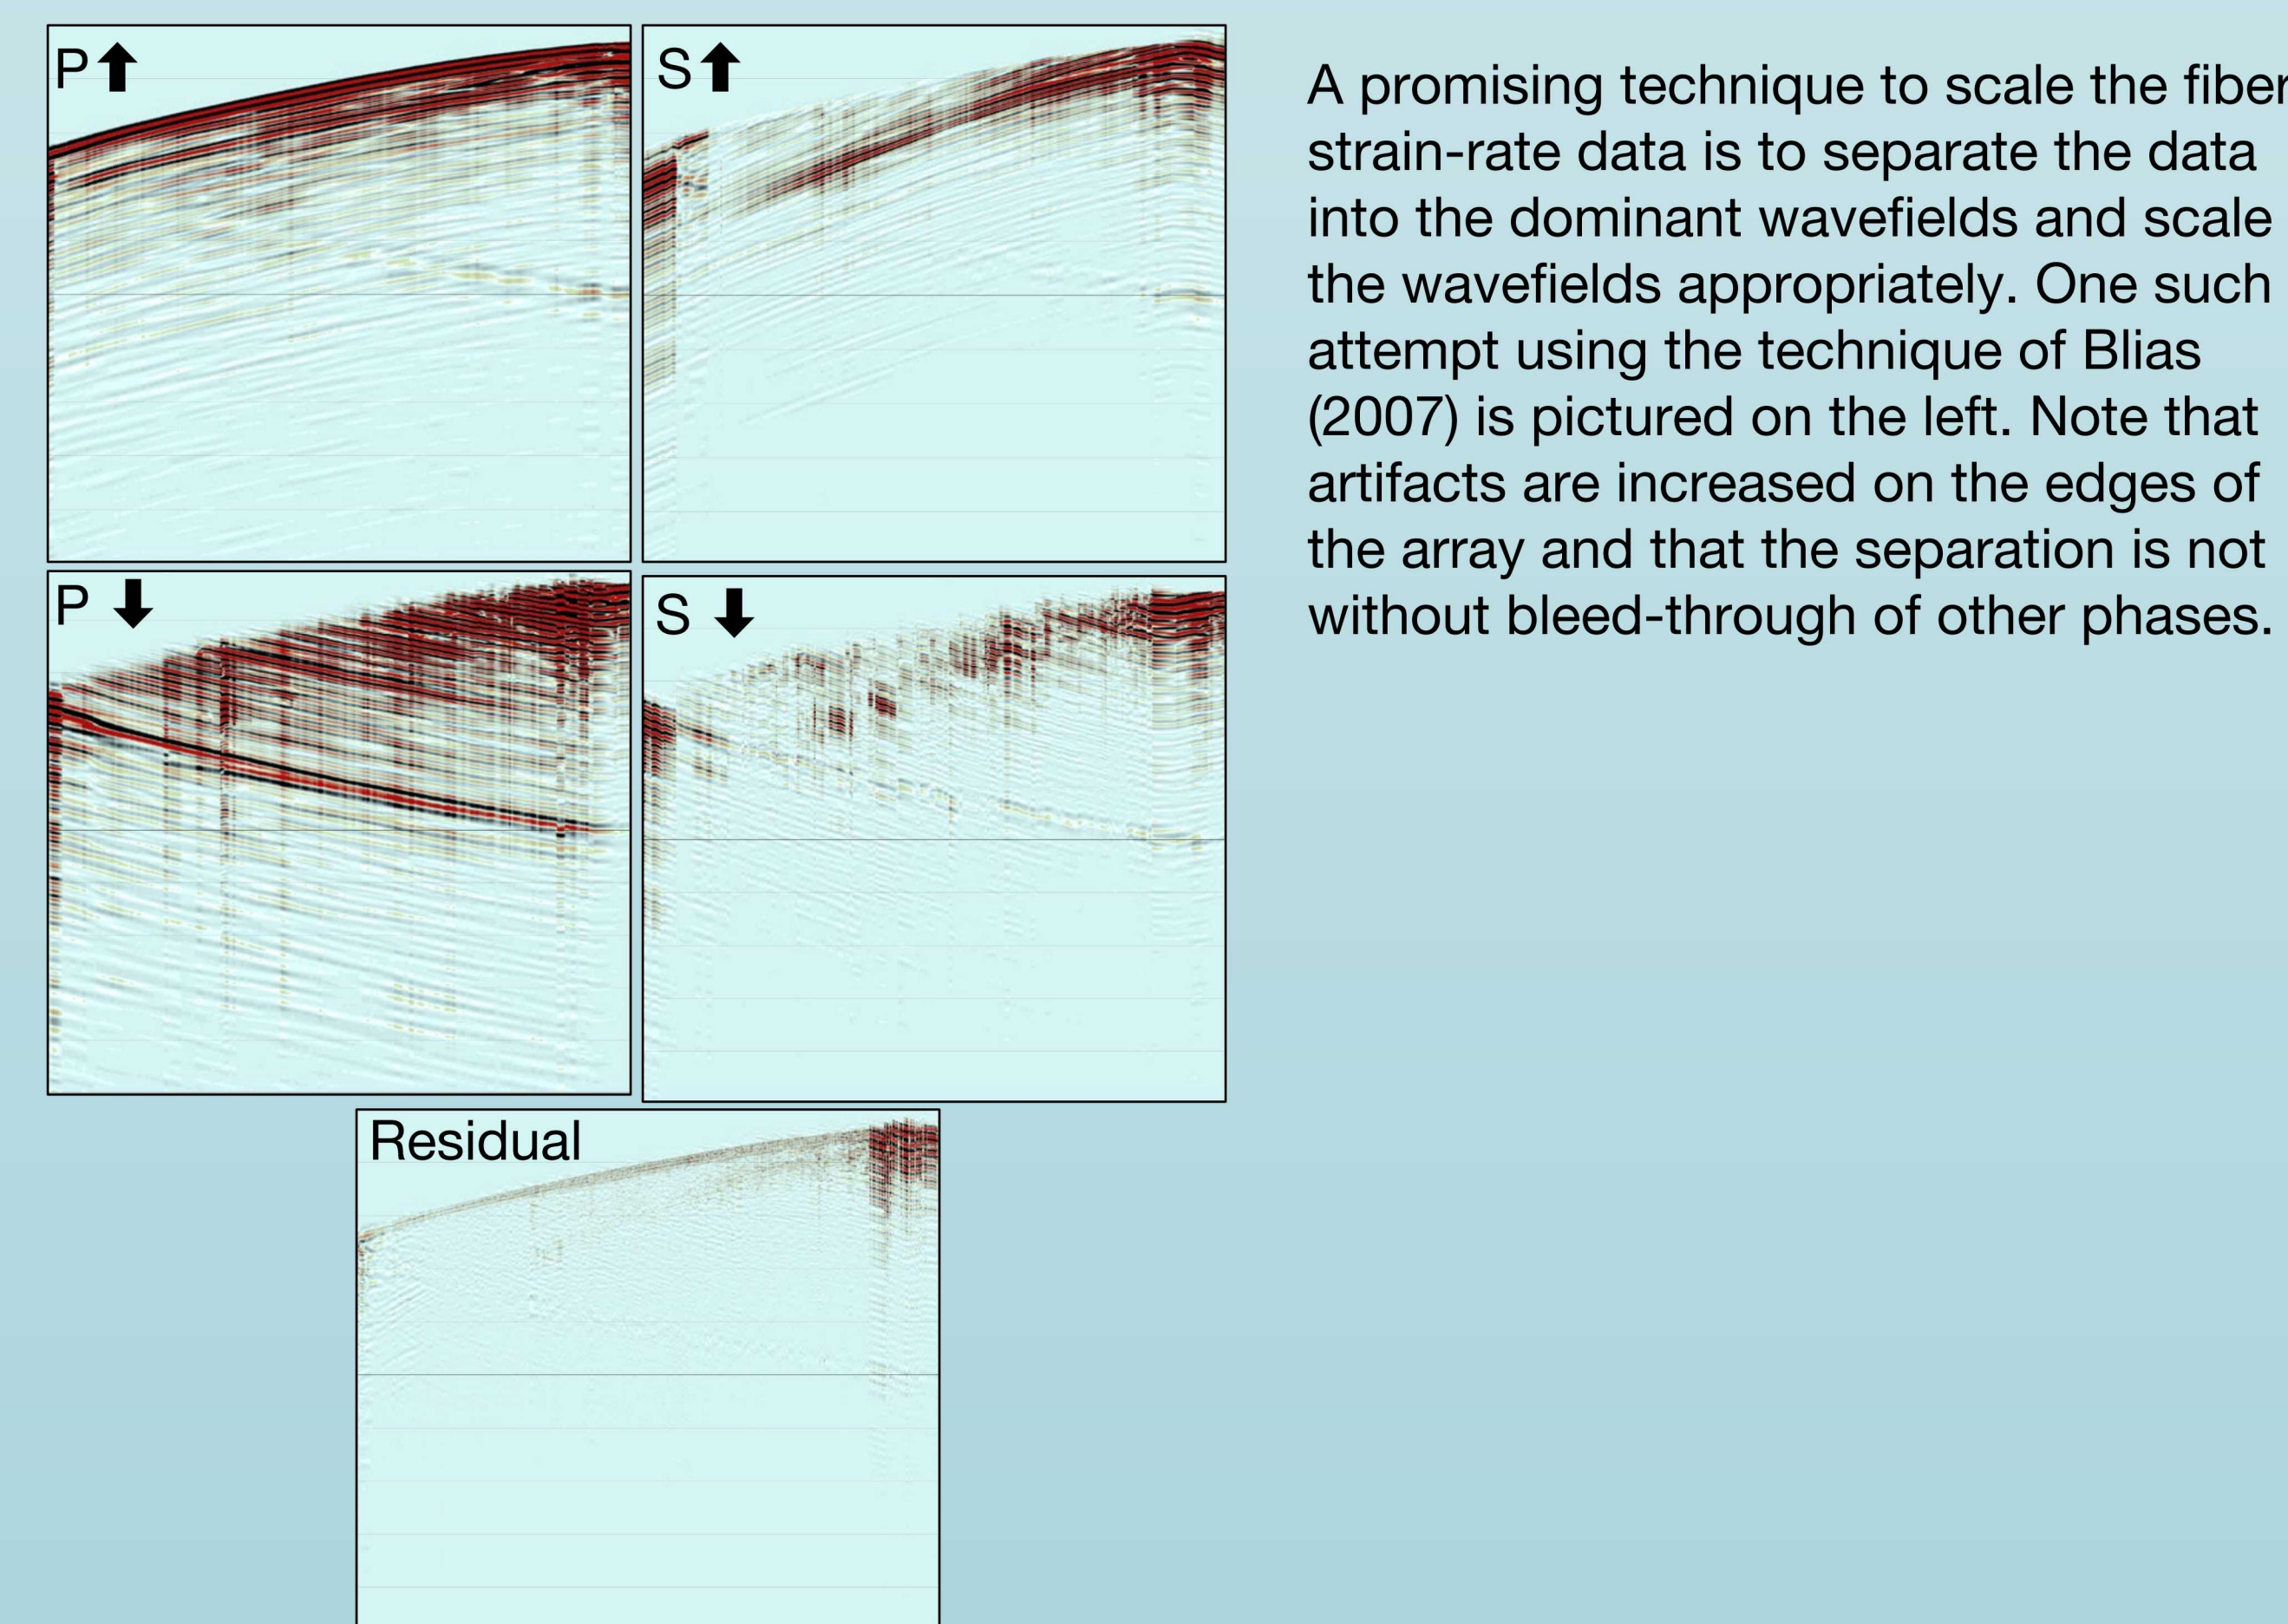 P
S
A promising technique to scale the fiber
strain-rate data is to separate the data
into the dominant wavefields and scale
the wavefields appropriately. One such
attempt using the technique of Blias
(2007) is pictured on the left. Note that
artifacts are increased on the edges of
the array and that the separation is not
without bleed-through of other phases.
P
S
Residual